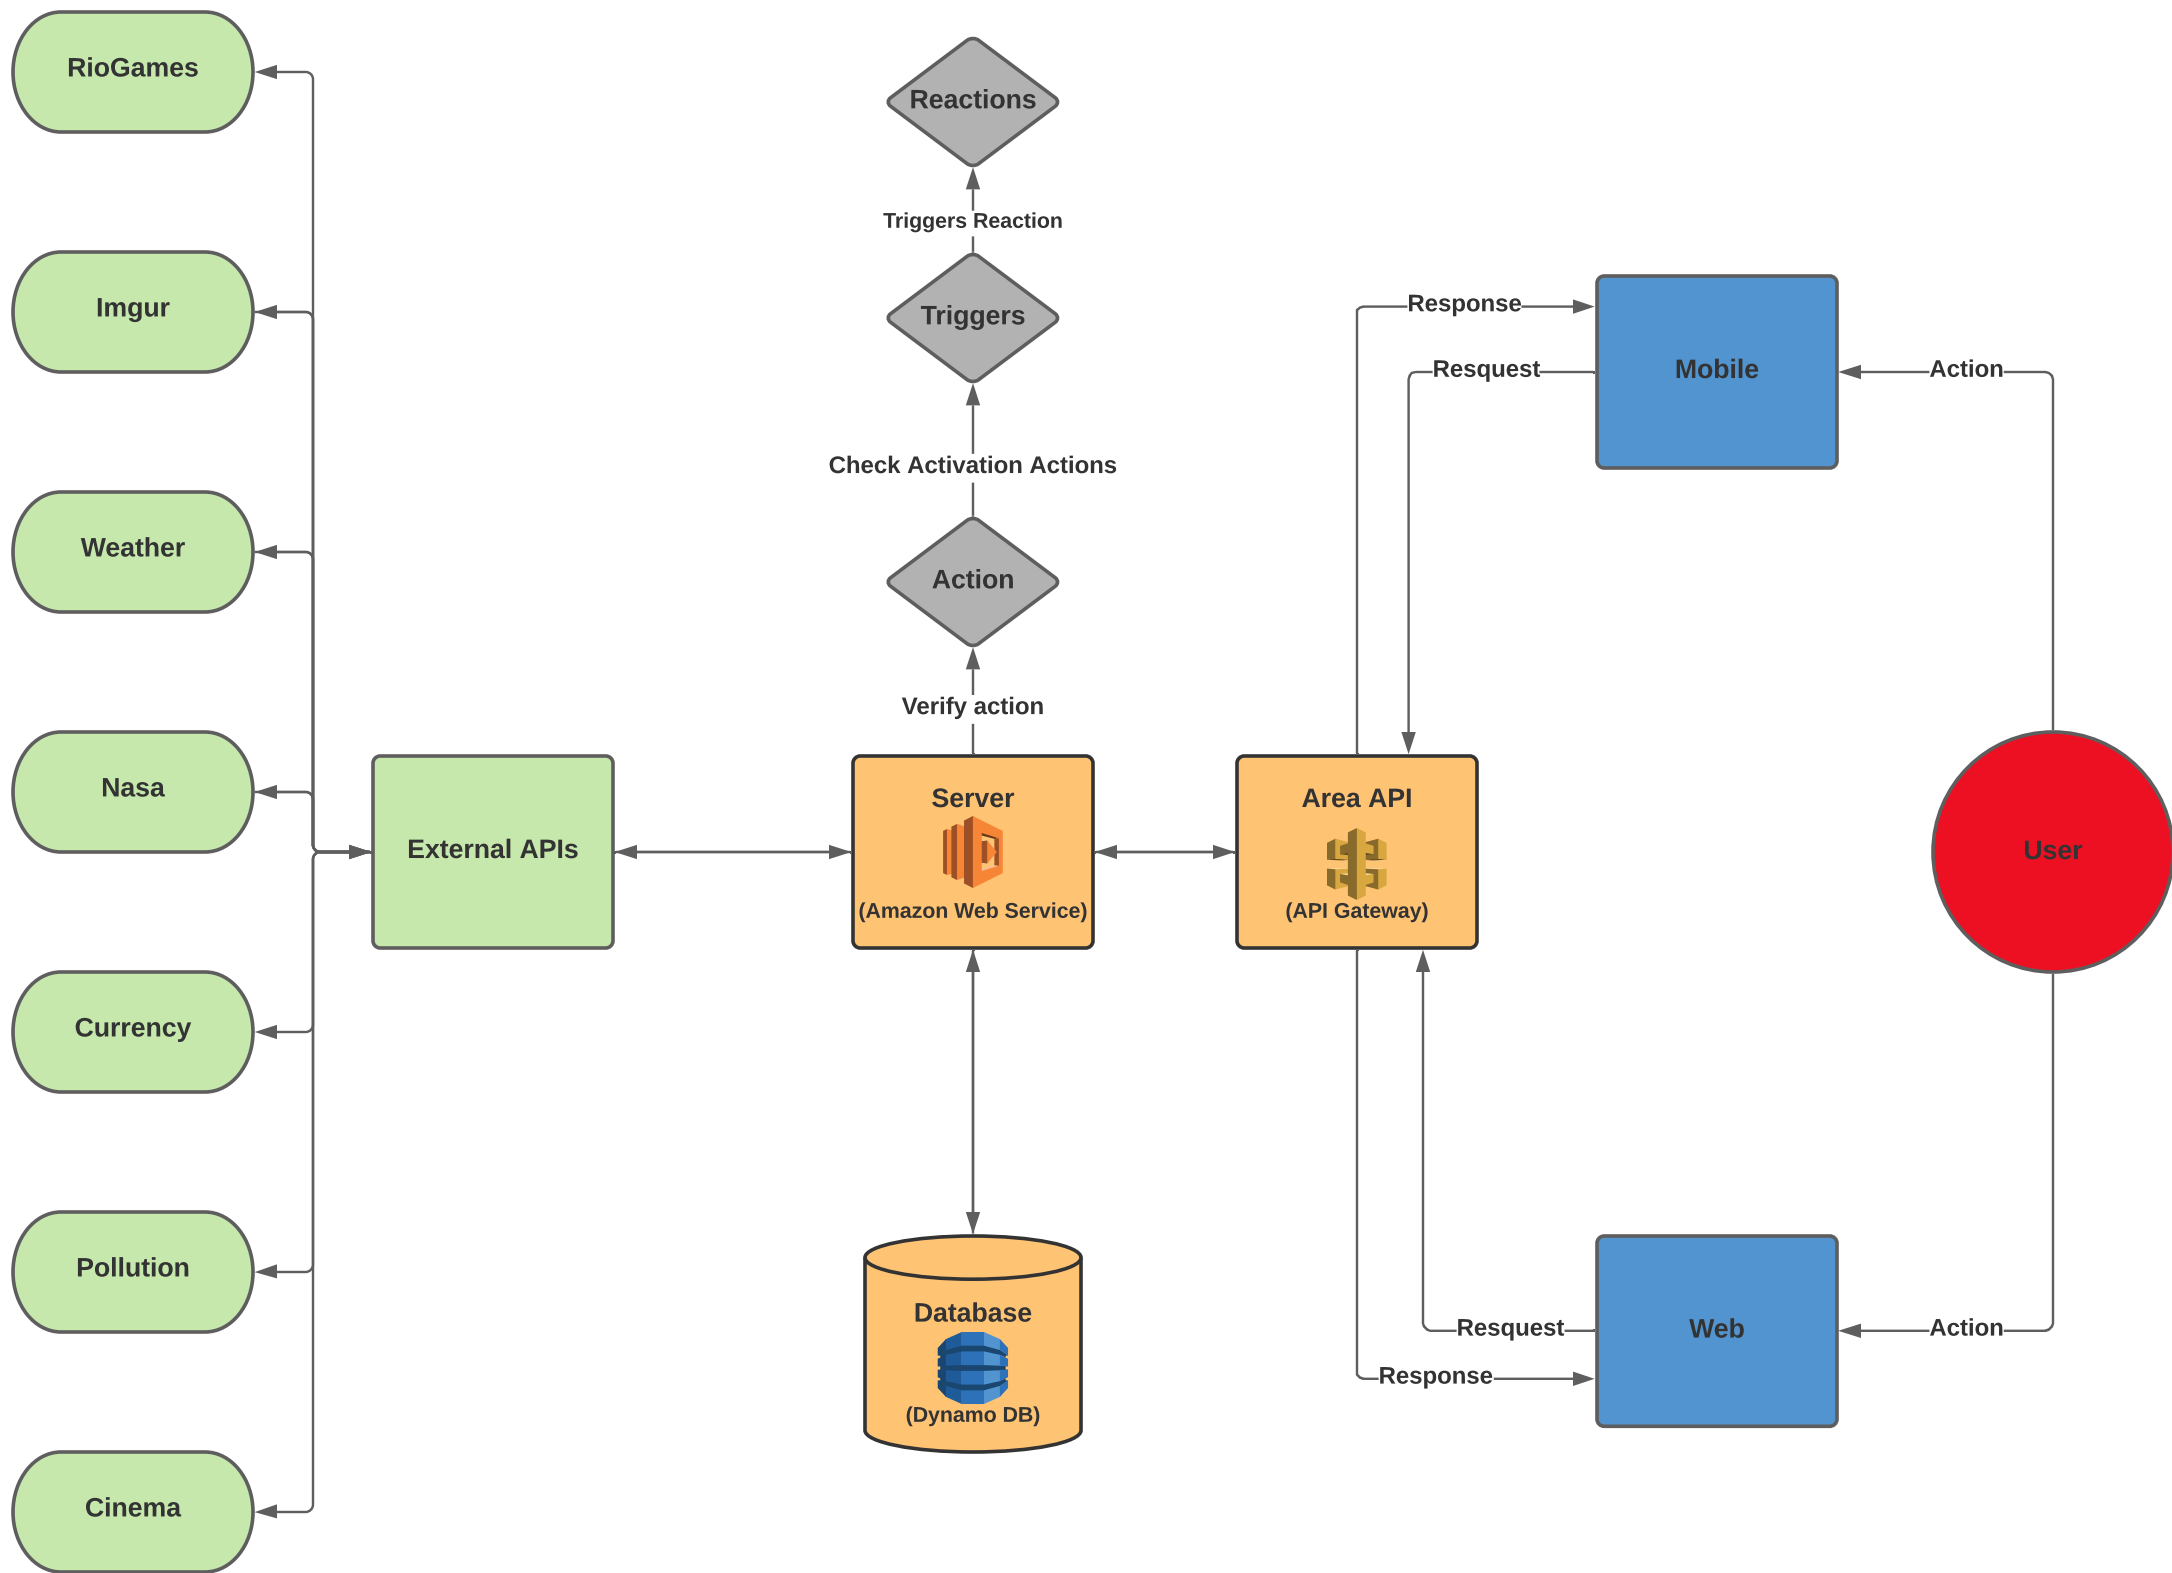 RioGames
Imgur
Weather
Nasa
Currency
Pollution
Cinema
External APIs
Reactions
Triggers Reaction
Triggers
Check Activation Actions
Action
Verify action
Server
(Amazon Web Service)
Database
(Dynamo DB)
Area API
(API Gateway)
Response
Resquest
Mobile
Action
User
Resquest
Response
Web
Action